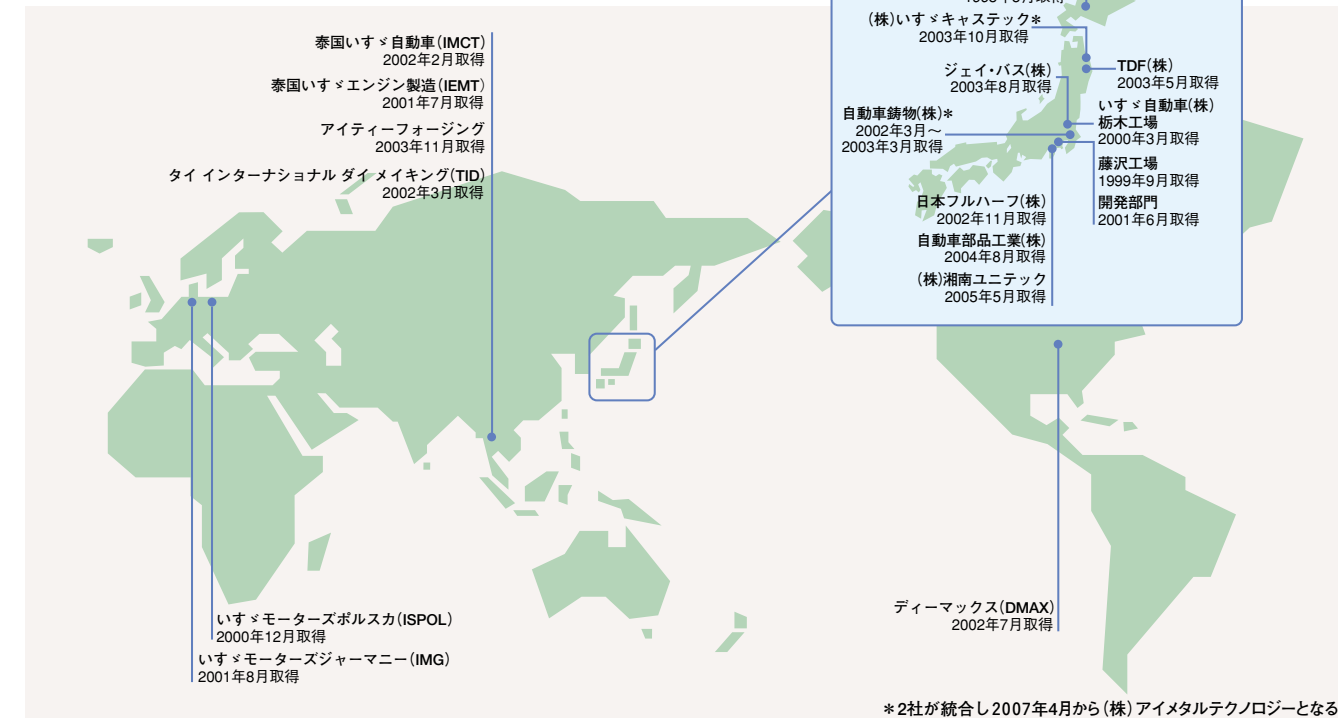 泰国いすゞ自動車(IMCT)
2002年2月取得
泰国いすゞエンジン製造(IEMT)
2001年7月取得
アイティーフォージング
2003年11月取得
タイ インターナショナル ダイ メイキング(TID)
2002年3月取得
(株)いすゞキャステック＊
2003年10月取得
ジェイ・バス(株)
2003年8月取得
自動車鋳物(株)＊
2002年3月～
2003年3月取得
TDF(株)
2003年5月取得
いすゞ自動車(株)
栃木工場
2000年3月取得
藤沢工場
1999年9月取得
開発部門
2001年6月取得
日本フルハーフ(株)
2002年11月取得
自動車部品工業(株)
2004年8月取得
(株)湘南ユニテック
2005年5月取得
いすゞモーターズポルスカ(ISPOL)
2000年12月取得
いすゞモーターズジャーマニー(IMG)
2001年8月取得
ディーマックス(DMAX)
2002年7月取得
＊2社が統合し2007年4月から(株)アイメタルテクノロジーとなる